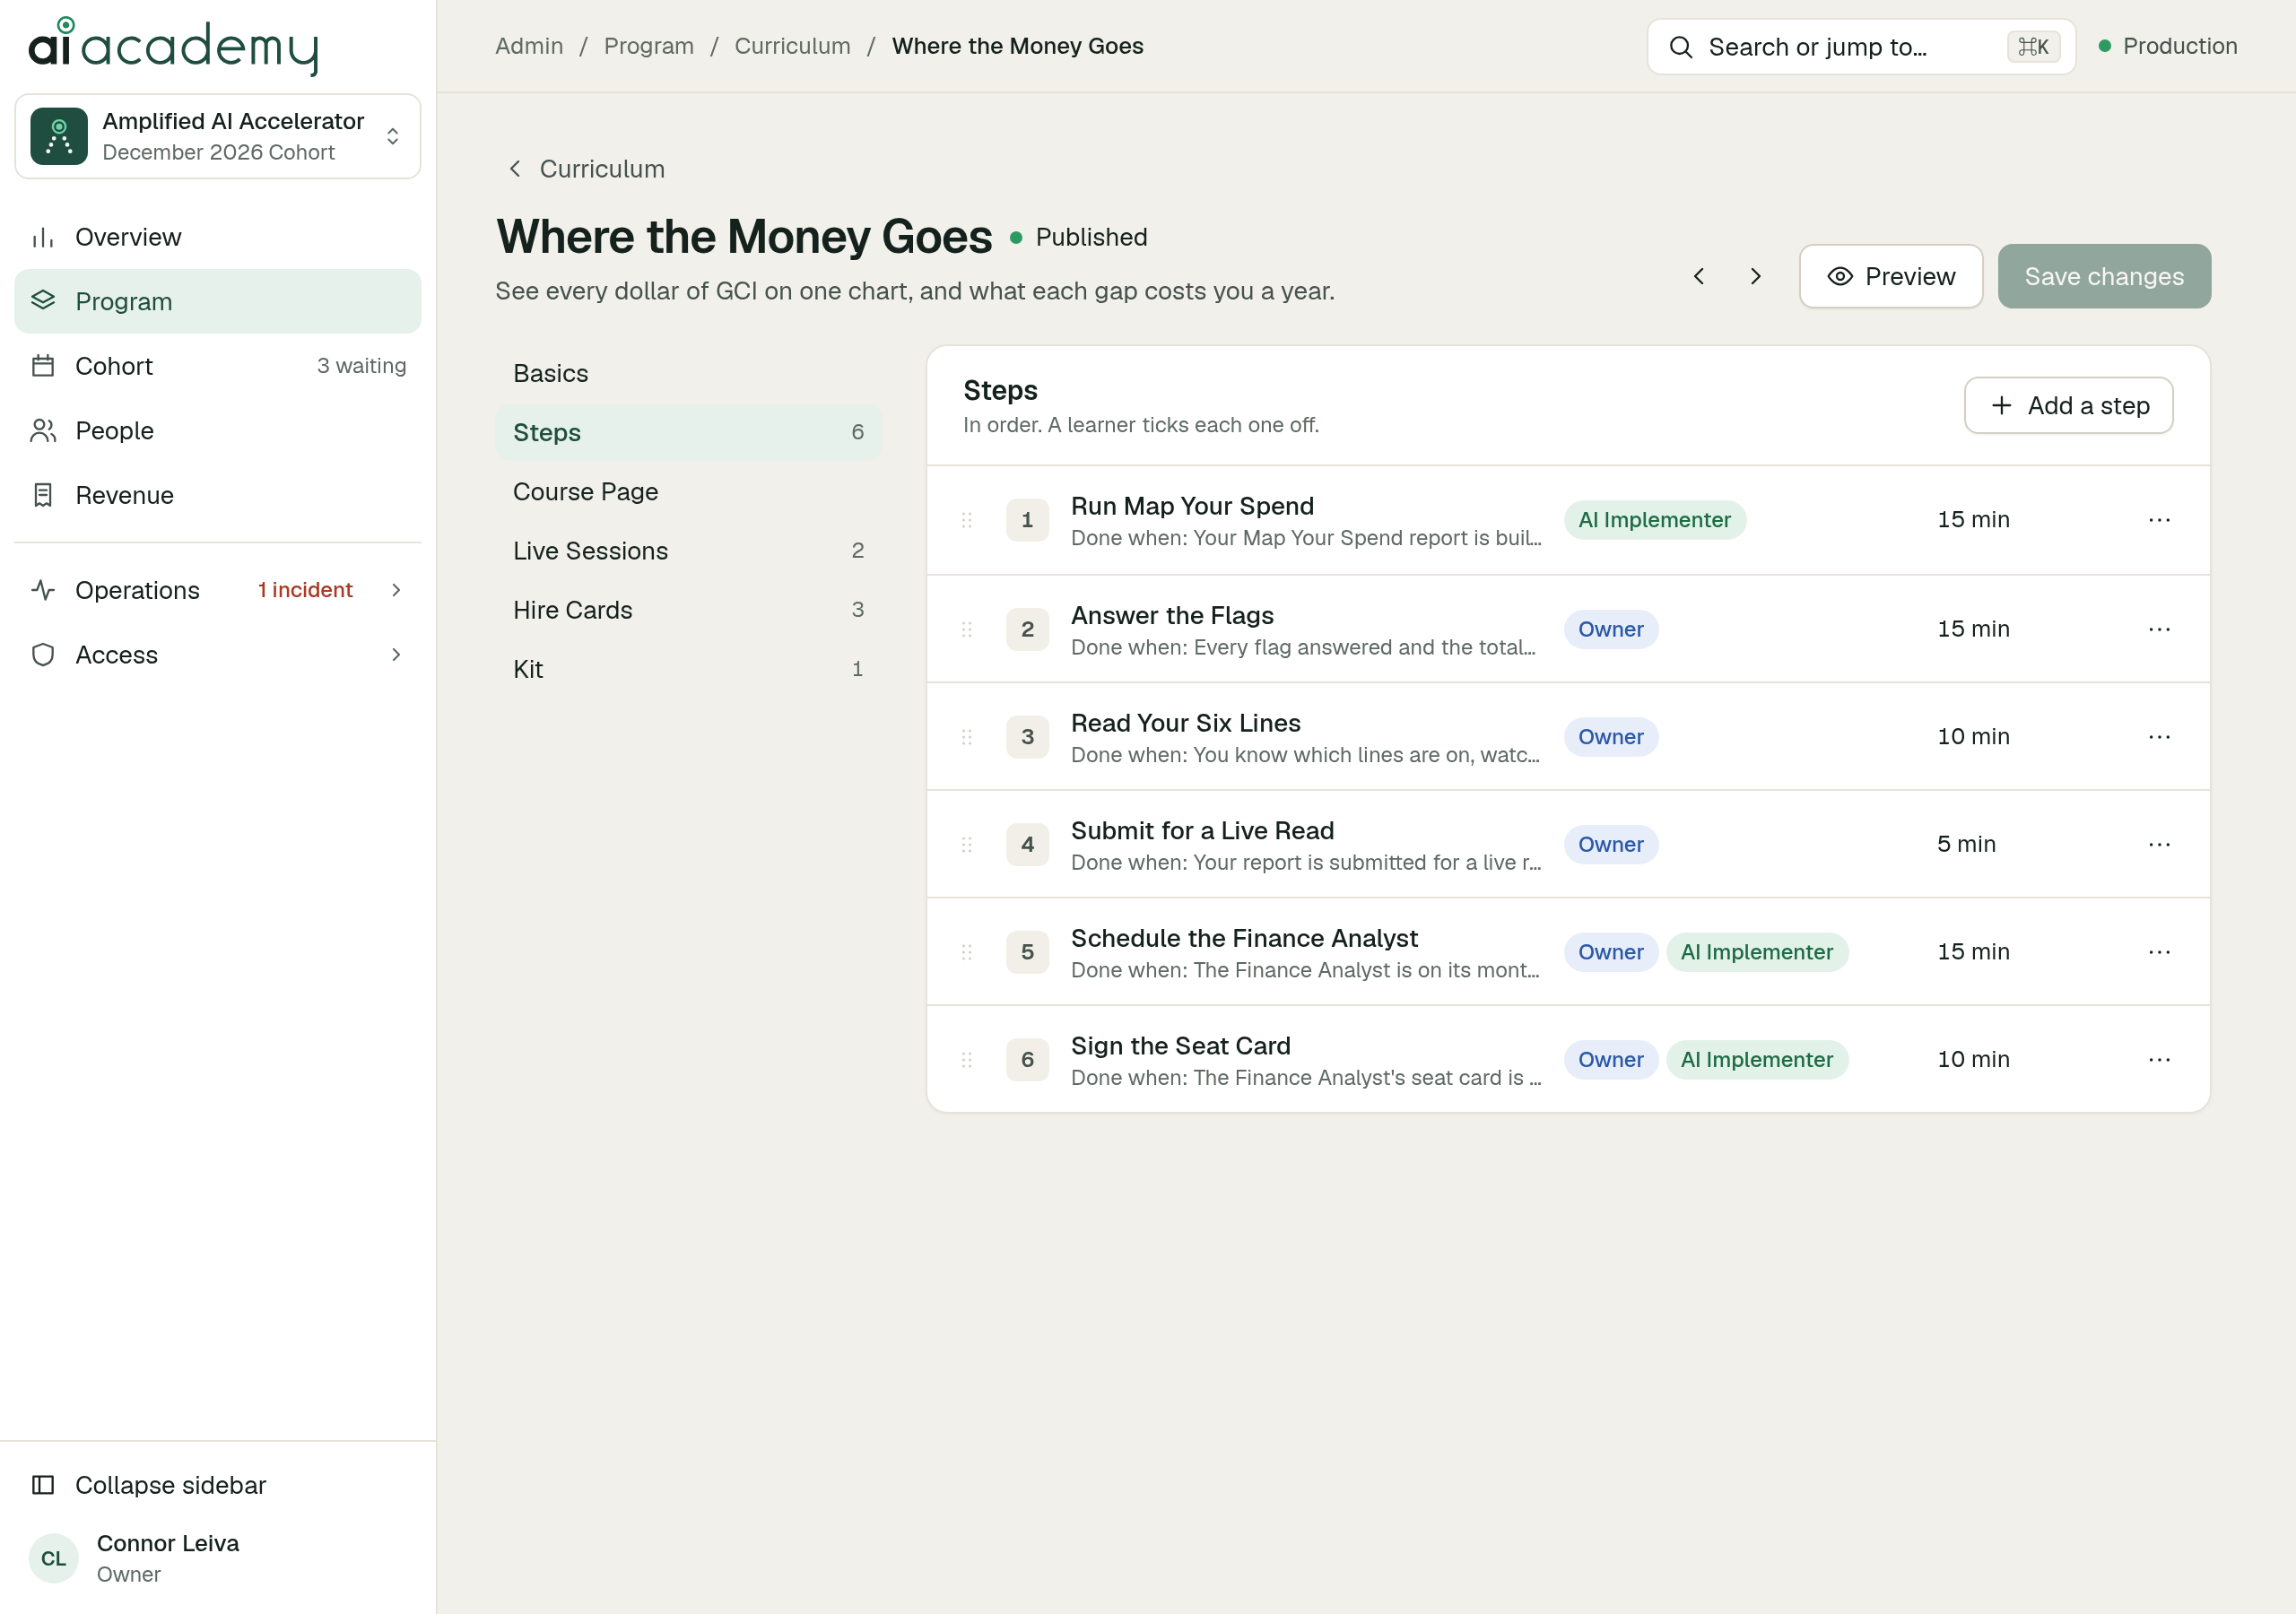 ai academy
Amplified AI Accelerator
December 2026 Cohort
Overview
Program
Cohort 3 waiting
People
Revenue
Operations 1 incident
Access
Collapse sidebar
CL
Connor Leiva
Owner
Admin / Program / Curriculum / Where the Money Goes
Search or jump to... ⌘K
Production
Curriculum
Where the Money Goes Published
See every dollar of GCI on one chart, and what each gap costs you a year.
Preview
Save changes
Basics
Steps 6
Course Page
Live Sessions 2
Hire Cards 3
Kit 1
Steps
In order. A learner ticks each one off.
Add a step
1 Run Map Your Spend AI Implementer 15 min
Done when: Your Map Your Spend report is buil...
2 Answer the Flags Owner 15 min
Done when: Every flag answered and the total...
3 Read Your Six Lines Owner 10 min
Done when: You know which lines are on, watc...
4 Submit for a Live Read Owner 5 min
Done when: Your report is submitted for a live r...
5 Schedule the Finance Analyst Owner AI Implementer 15 min
Done when: The Finance Analyst is on its mont...
6 Sign the Seat Card Owner AI Implementer 10 min
Done when: The Finance Analyst's seat card is ...